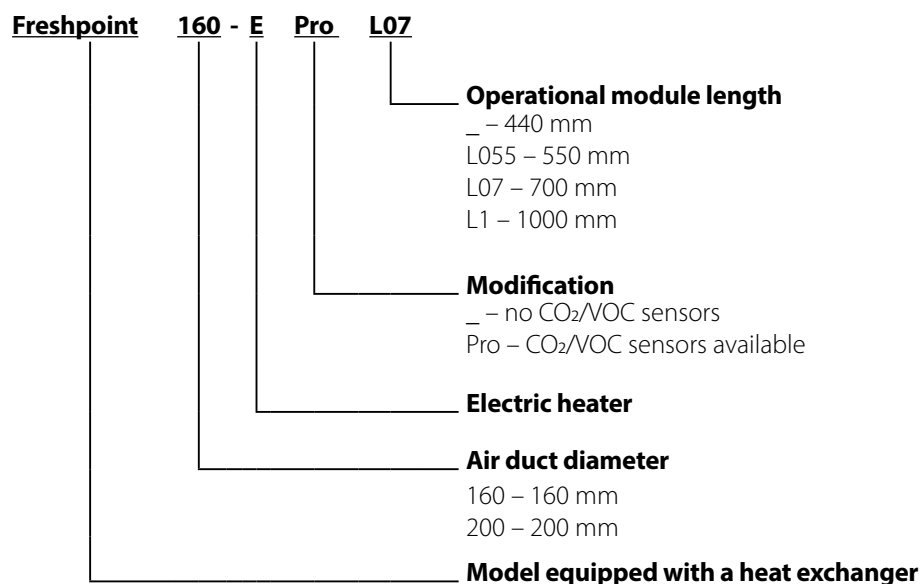 Freshpoint 160 - E Pro L07
Operational module length
_ – 440 mm
L055 – 550 mm
L07 – 700 mm
L1 – 1000 mm
Modification
_ – no CO₂/VOC sensors
Pro – CO₂/VOC sensors available
Electric heater
Air duct diameter
160 – 160 mm
200 – 200 mm
Model equipped with a heat exchanger